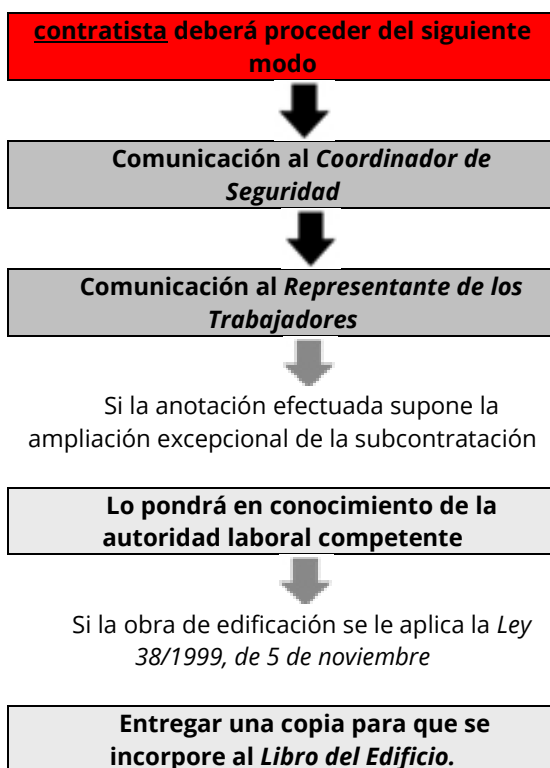 contratista deberá proceder del siguiente
modo
Comunicación al Coordinador de
Seguridad
Comunicación al Representante de los
Trabajadores
Si la anotación efectuada supone la
ampliación excepcional de la subcontratación
Lo pondrá en conocimiento de la
autoridad laboral competente
Si la obra de edificación se le aplica la Ley
38/1999, de 5 de noviembre
Entregar una copia para que se
incorpore al Libro del Edificio.